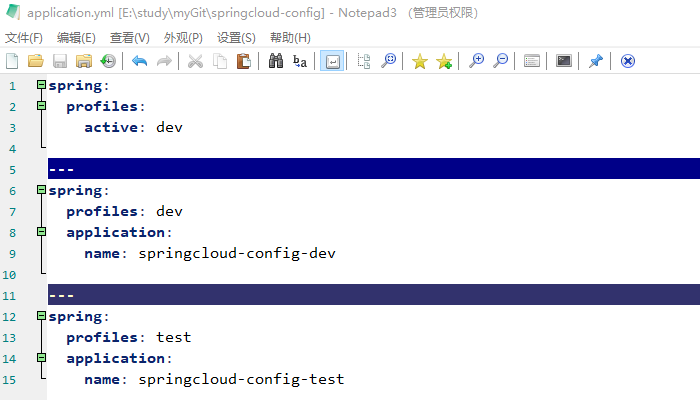 application.yml [E:\study\myGit\springcloud-config] - Notepad3 (管理员权限)
文件(F) 编辑(E) 查看(V) 外观(P) 设置(S) 帮助(H)
1 spring:
2   profiles:
3     active: dev
4
5 ---
6 spring:
7   profiles: dev
8   application:
9     name: springcloud-config-dev
10
11 ---
12 spring:
13   profiles: test
14   application:
15     name: springcloud-config-test